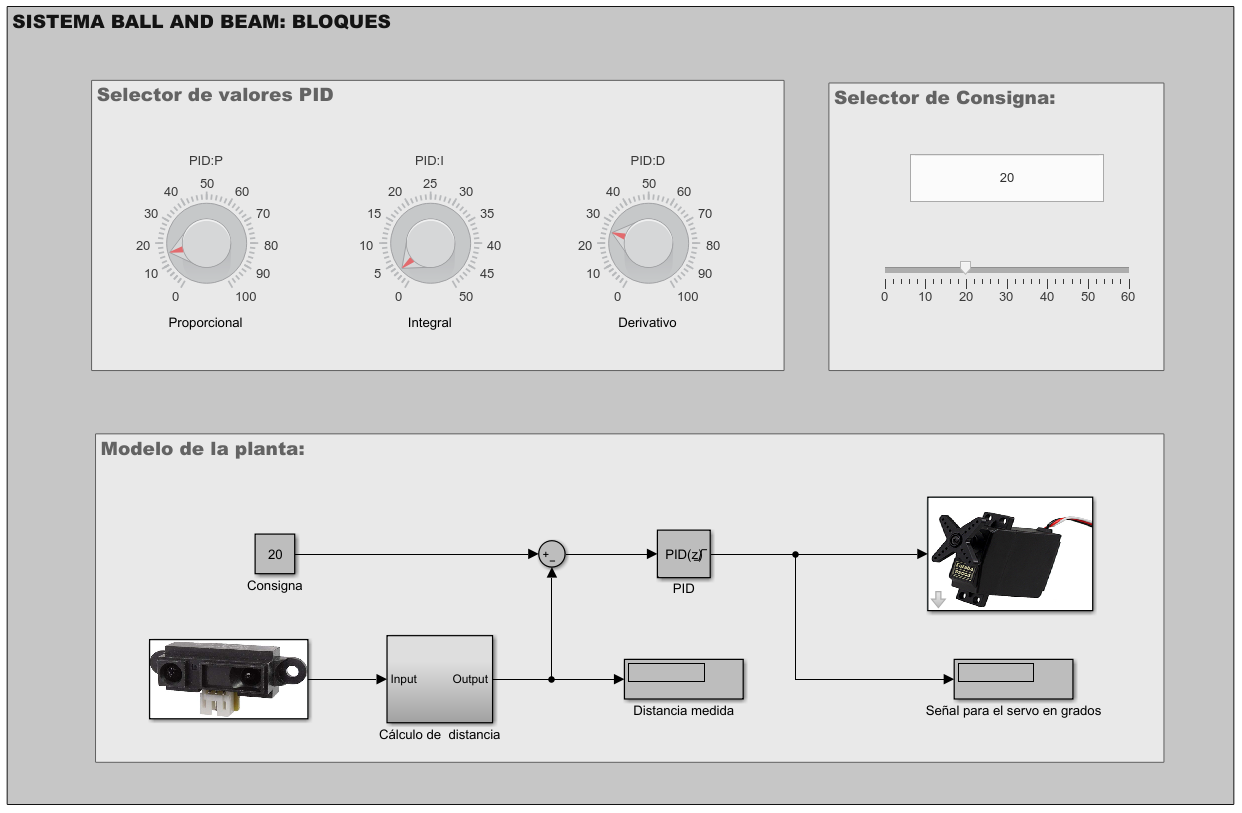 SISTEMA BALL AND BEAM: BLOQUES
Selector de valores PID
PID:P
0 10 20 30 40 50 60 70 80 90 100
Proporcional
PID:I
0 5 10 15 20 25 30 35 40 45 50
Integral
PID:D
0 10 20 30 40 50 60 70 80 90 100
Derivativo
Selector de Consigna:
20
0 10 20 30 40 50 60
Modelo de la planta:
20
Consigna
+
−
PID(z)
PID
Input Output
Cálculo de distancia
Distancia medida
Señal para el servo en grados